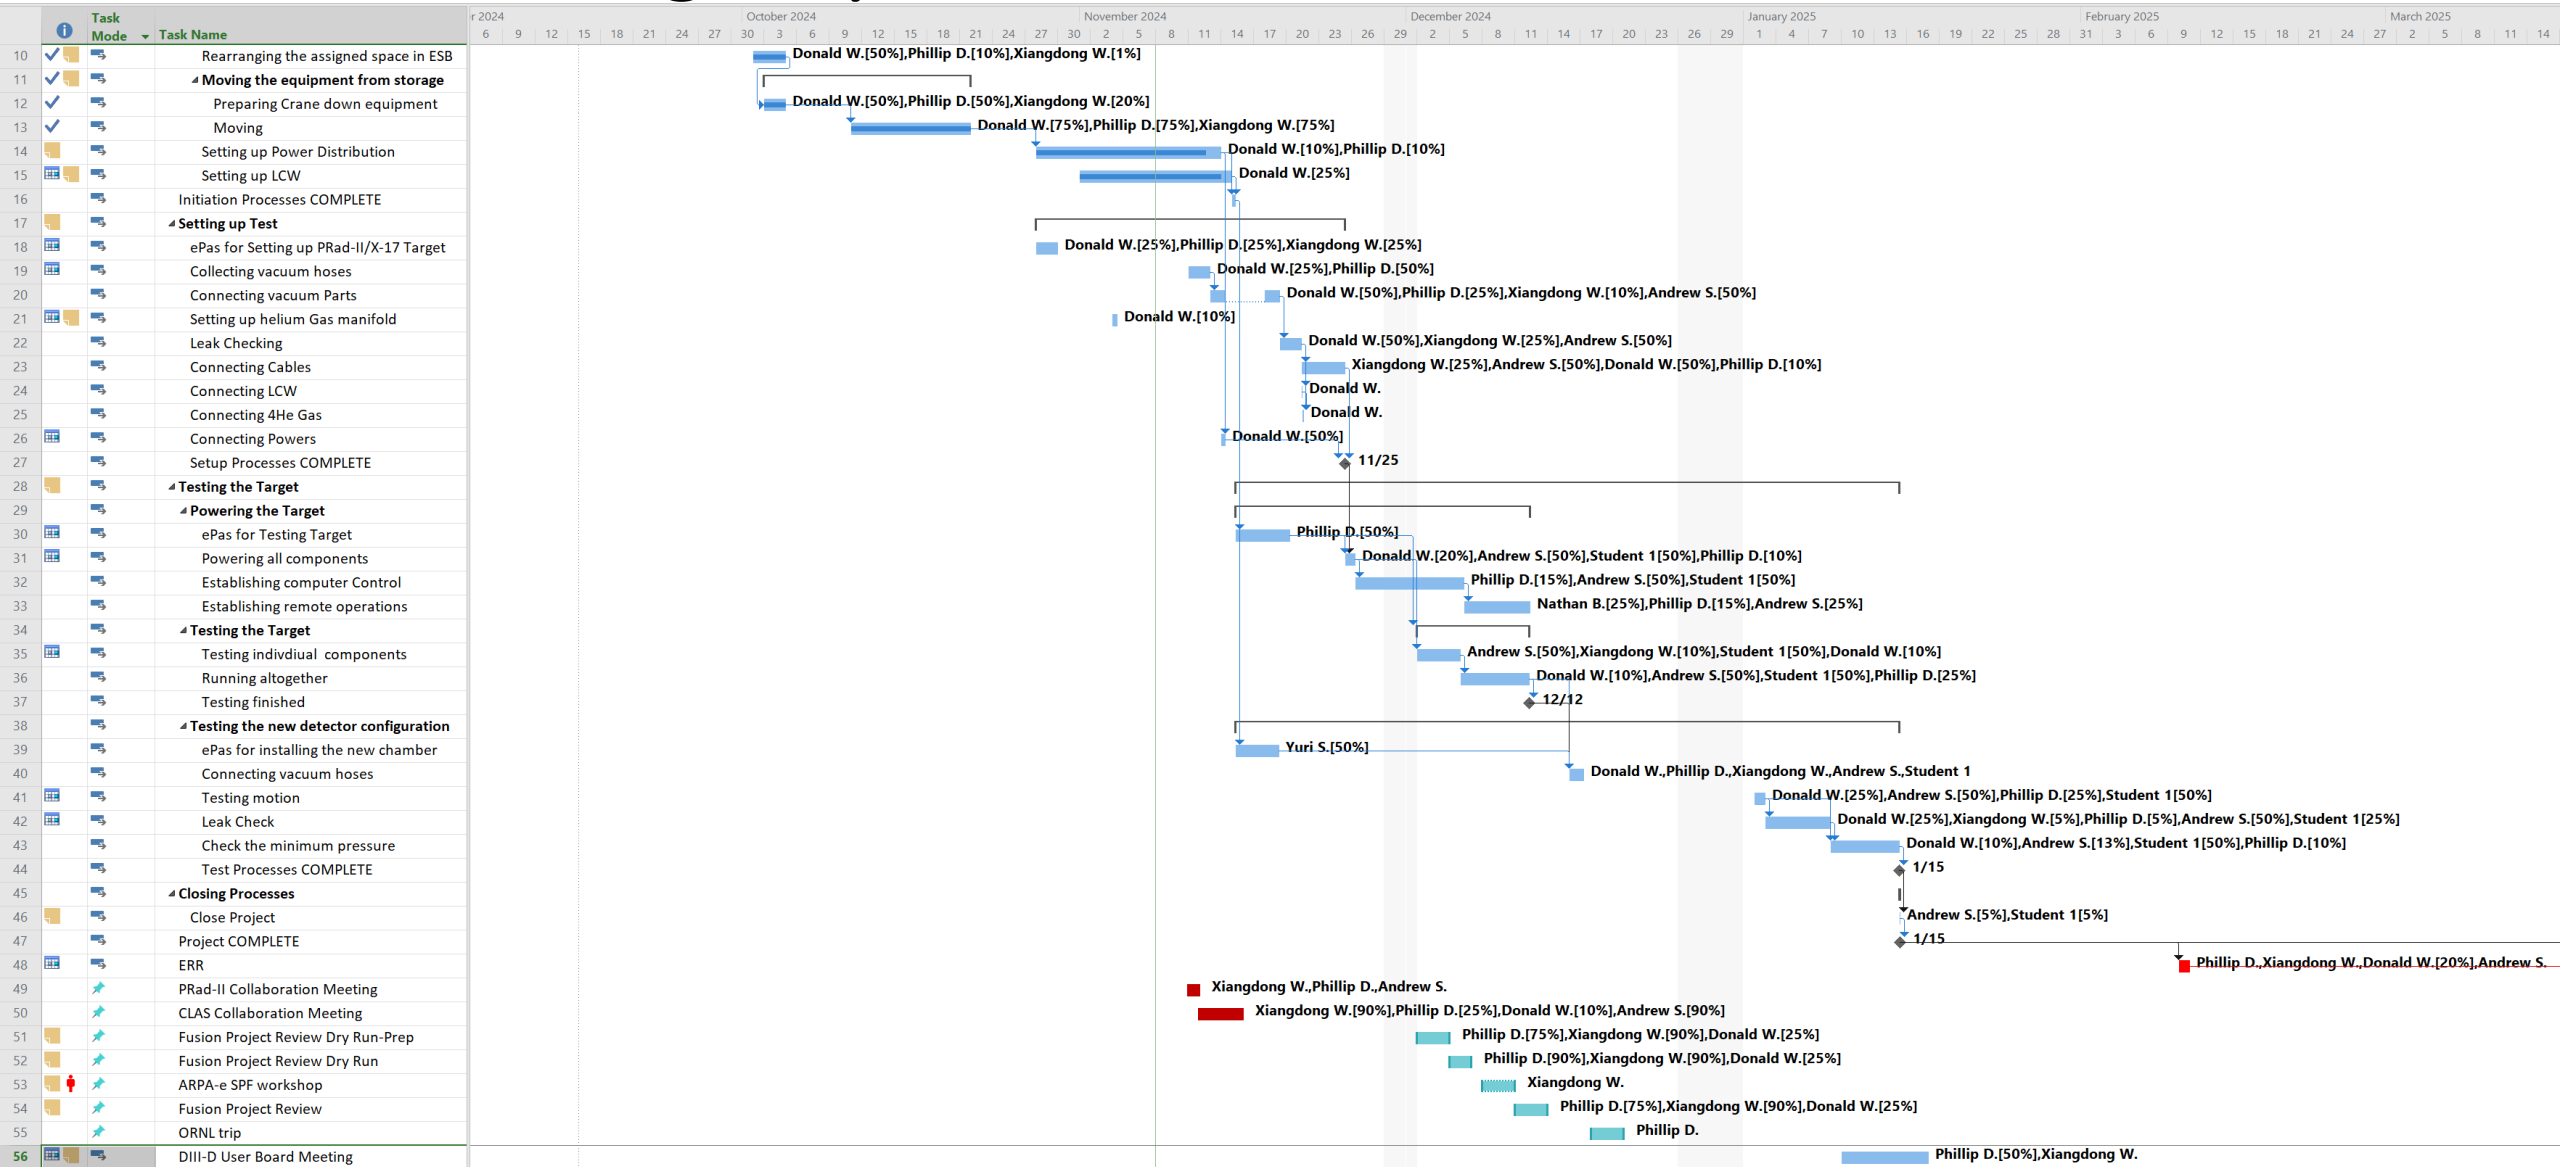 r 2024 October 2024 November 2024 December 2024 January 2025 February 2025 March 2025
Task Mode Task Name
6 9 12 15 18 21 24 27 30 3 6 9 12 15 18 21 24 27 30 2 5 8 11 14 17 20 23 26 29 2 5 8 11 14 17 20 23 26 29 1 4 7 10 13 16 19 22 25 28 31 3 6 9 12 15 18 21 24 27 2 5 8 11 14
10 Rearranging the assigned space in ESB Donald W.[50%],Phillip D.[10%],Xiangdong W.[1%]
11 Moving the equipment from storage
12 Preparing Crane down equipment Donald W.[50%],Phillip D.[50%],Xiangdong W.[20%]
13 Moving Donald W.[75%],Phillip D.[75%],Xiangdong W.[75%]
14 Setting up Power Distribution Donald W.[10%],Phillip D.[10%]
15 Setting up LCW Donald W.[25%]
16 Initiation Processes COMPLETE
17 Setting up Test
18 ePas for Setting up PRad-II/X-17 Target Donald W.[25%],Phillip D.[25%],Xiangdong W.[25%]
19 Collecting vacuum hoses Donald W.[25%],Phillip D.[50%]
20 Connecting vacuum Parts Donald W.[50%],Phillip D.[25%],Xiangdong W.[10%],Andrew S.[50%]
21 Setting up helium Gas manifold Donald W.[10%]
22 Leak Checking Donald W.[50%],Xiangdong W.[25%],Andrew S.[50%]
23 Connecting Cables Xiangdong W.[25%],Andrew S.[50%],Donald W.[50%],Phillip D.[10%]
24 Connecting LCW Donald W.
25 Connecting 4He Gas Donald W.
26 Connecting Powers Donald W.[50%]
27 Setup Processes COMPLETE 11/25
28 Testing the Target
29 Powering the Target
30 ePas for Testing Target Phillip D.[50%]
31 Powering all components Donald W.[20%],Andrew S.[50%],Student 1[50%],Phillip D.[10%]
32 Establishing computer Control Phillip D.[15%],Andrew S.[50%],Student 1[50%]
33 Establishing remote operations Nathan B.[25%],Phillip D.[15%],Andrew S.[25%]
34 Testing the Target
35 Testing indivdiual components Andrew S.[50%],Xiangdong W.[10%],Student 1[50%],Donald W.[10%]
36 Running altogether Donald W.[10%],Andrew S.[50%],Student 1[50%],Phillip D.[25%]
37 Testing finished 12/12
38 Testing the new detector configuration
39 ePas for installing the new chamber Yuri S.[50%]
40 Connecting vacuum hoses Donald W.,Phillip D.,Xiangdong W.,Andrew S.,Student 1
41 Testing motion Donald W.[25%],Andrew S.[50%],Phillip D.[25%],Student 1[50%]
42 Leak Check Donald W.[25%],Xiangdong W.[5%],Phillip D.[5%],Andrew S.[50%],Student 1[25%]
43 Check the minimum pressure Donald W.[10%],Andrew S.[13%],Student 1[50%],Phillip D.[10%]
44 Test Processes COMPLETE 1/15
45 Closing Processes
46 Close Project Andrew S.[5%],Student 1[5%]
47 Project COMPLETE 1/15
48 ERR Phillip D.,Xiangdong W.,Donald W.[20%],Andrew S.
49 PRad-II Collaboration Meeting Xiangdong W.,Phillip D.,Andrew S.
50 CLAS Collaboration Meeting Xiangdong W.[90%],Phillip D.[25%],Donald W.[10%],Andrew S.[90%]
51 Fusion Project Review Dry Run-Prep Phillip D.[75%],Xiangdong W.[90%],Donald W.[25%]
52 Fusion Project Review Dry Run Phillip D.[90%],Xiangdong W.[90%],Donald W.[25%]
53 ARPA-e SPF workshop Xiangdong W.
54 Fusion Project Review Phillip D.[75%],Xiangdong W.[90%],Donald W.[25%]
55 ORNL trip Phillip D.
56 DIII-D User Board Meeting Phillip D.[50%],Xiangdong W.